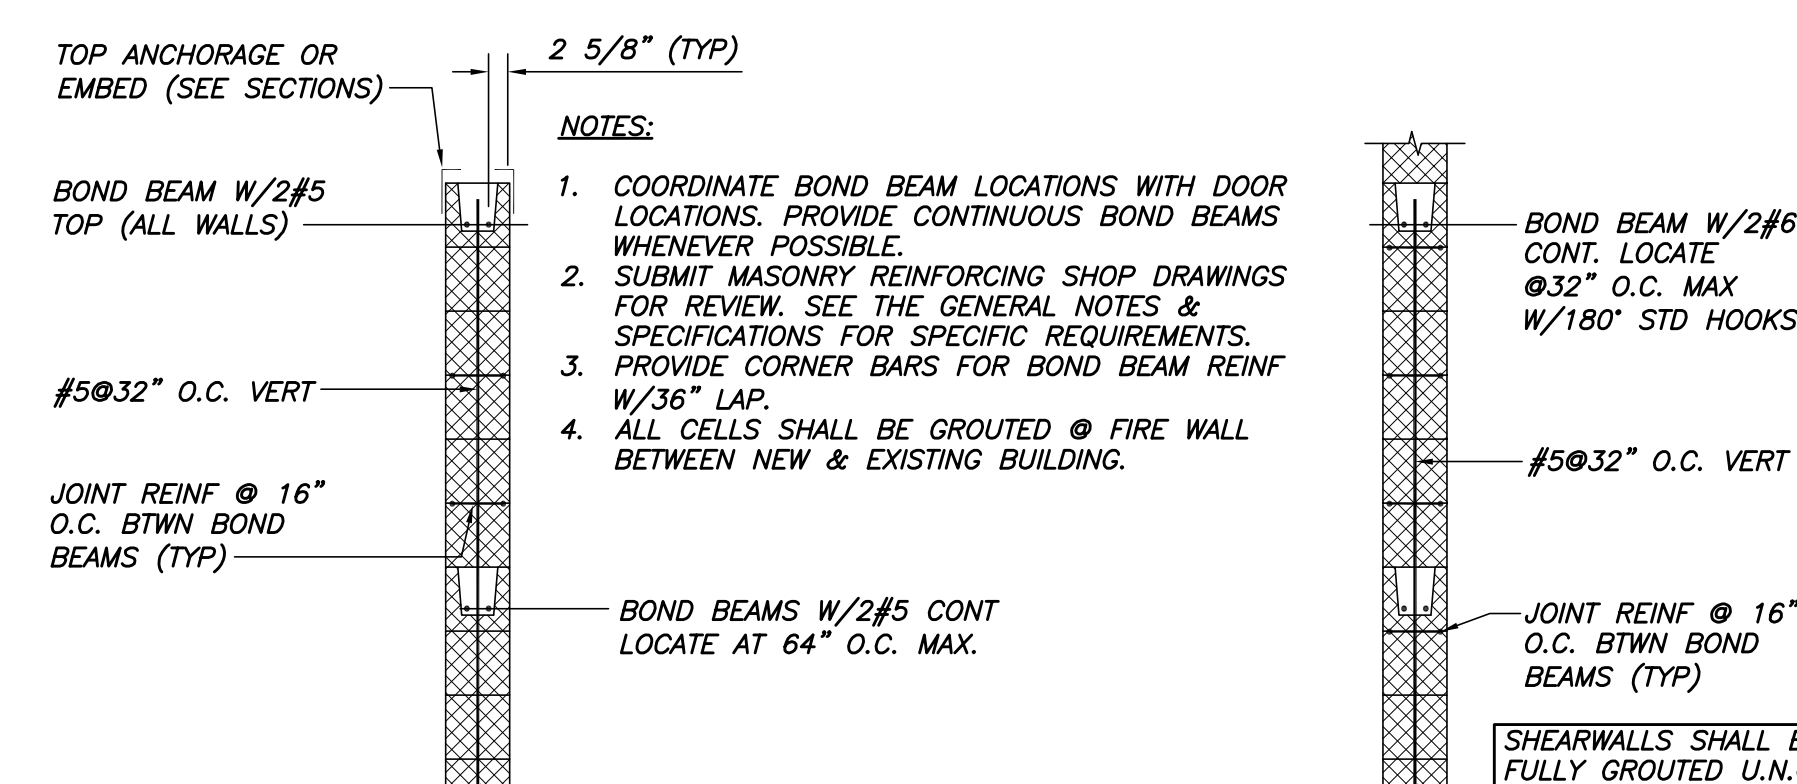 TOP ANCHORAGE OR
EMBED (SEE SECTIONS)
2 5/8" (TYP)
BOND BEAM W/2#5
TOP (ALL WALLS)
#5@32" O.C. VERT
JOINT REINF @ 16"
O.C. BTWN BOND
BEAMS (TYP)
NOTES:
1. COORDINATE BOND BEAM LOCATIONS WITH DOOR
LOCATIONS. PROVIDE CONTINUOUS BOND BEAMS
WHENEVER POSSIBLE.
2. SUBMIT MASONRY REINFORCING SHOP DRAWINGS
FOR REVIEW. SEE THE GENERAL NOTES &
SPECIFICATIONS FOR SPECIFIC REQUIREMENTS.
3. PROVIDE CORNER BARS FOR BOND BEAM REINF
W/36" LAP.
4. ALL CELLS SHALL BE GROUTED @ FIRE WALL
BETWEEN NEW & EXISTING BUILDING.
BOND BEAMS W/2#5 CONT
LOCATE AT 64" O.C. MAX.
BOND BEAM W/2#6
CONT. LOCATE
@32" O.C. MAX
W/180° STD HOOKS
#5@32" O.C. VERT
JOINT REINF @ 16"
O.C. BTWN BOND
BEAMS (TYP)
SHEARWALLS SHALL
FULLY GROUTED U.N.